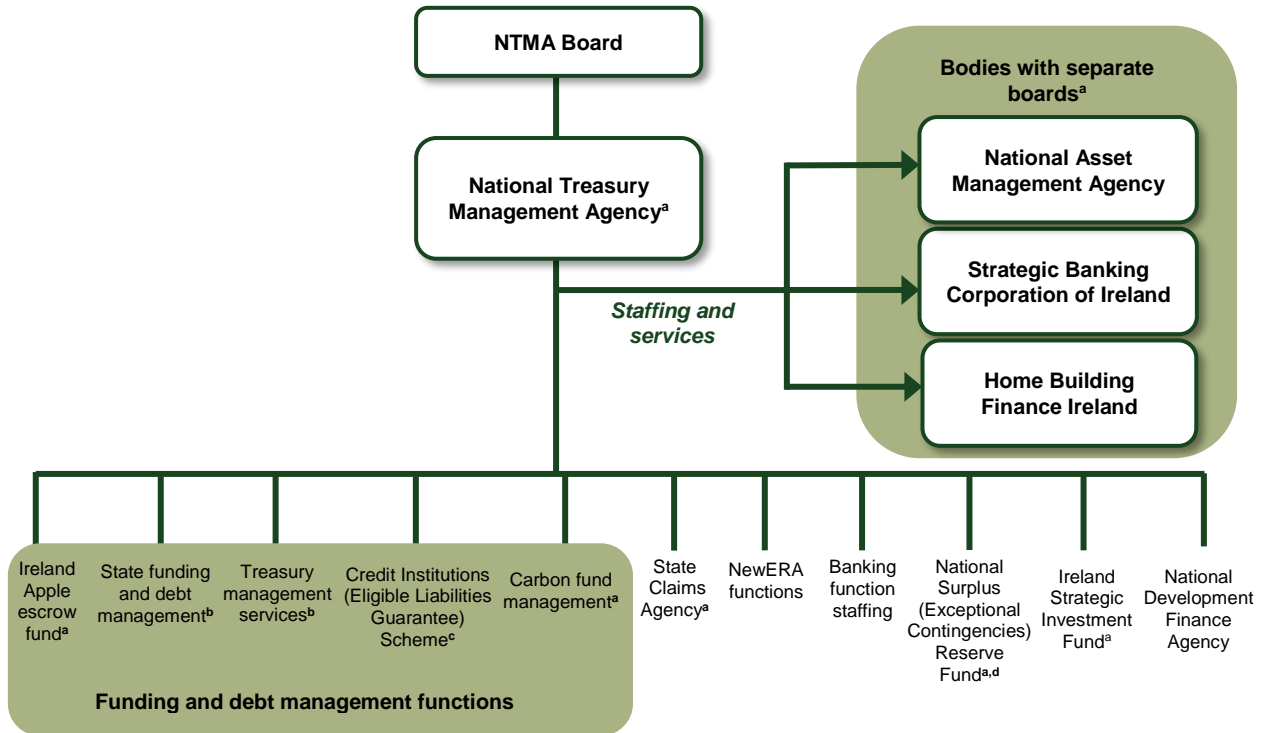 NTMA Board
National Treasury
Management Agencyᵃ
Staffing and
services
Bodies with separate
boardsᵃ
National Asset
Management Agency
Strategic Banking
Corporation of Ireland
Home Building
Finance Ireland
Ireland
Apple
escrow
fundᵃ
State funding
and debt
managementᵇ
Treasury
management
servicesᵇ
Credit Institutions
(Eligible Liabilities
Guarantee)
Schemeᶜ
Carbon fund
managementᵃ
State
Claims
Agencyᵃ
NewERA
functions
Banking
function
staffing
National
Surplus
(Exceptional
Contingencies)
Reserve
Fundᵃ,ᵈ
Ireland
Strategic
Investment
Fundᵃ
National
Development
Finance
Agency
Funding and debt management functions